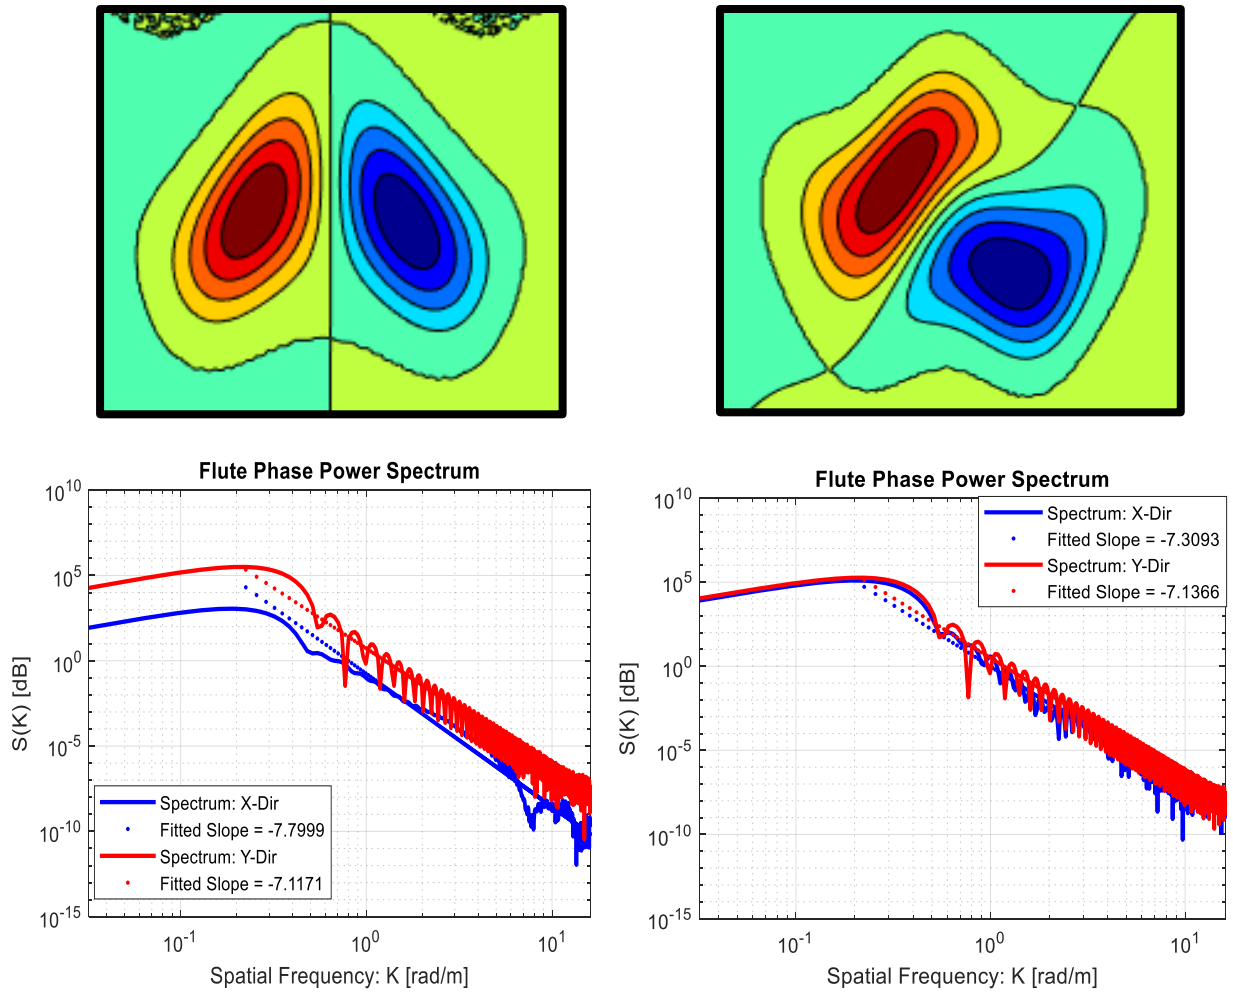 Flute Phase Power Spectrum
10^10
10^5
10^0
10^-5
10^-10
10^-15
S(K) [dB]
Spectrum: X-Dir
Fitted Slope = -7.7999
Spectrum: Y-Dir
Fitted Slope = -7.1171
10^-1
10^0
10^1
Spatial Frequency: K [rad/m]
Flute Phase Power Spectrum
10^10
10^5
10^0
10^-5
10^-10
10^-15
S(K) [dB]
Spectrum: X-Dir
Fitted Slope = -7.3093
Spectrum: Y-Dir
Fitted Slope = -7.1366
10^-1
10^0
10^1
Spatial Frequency: K [rad/m]